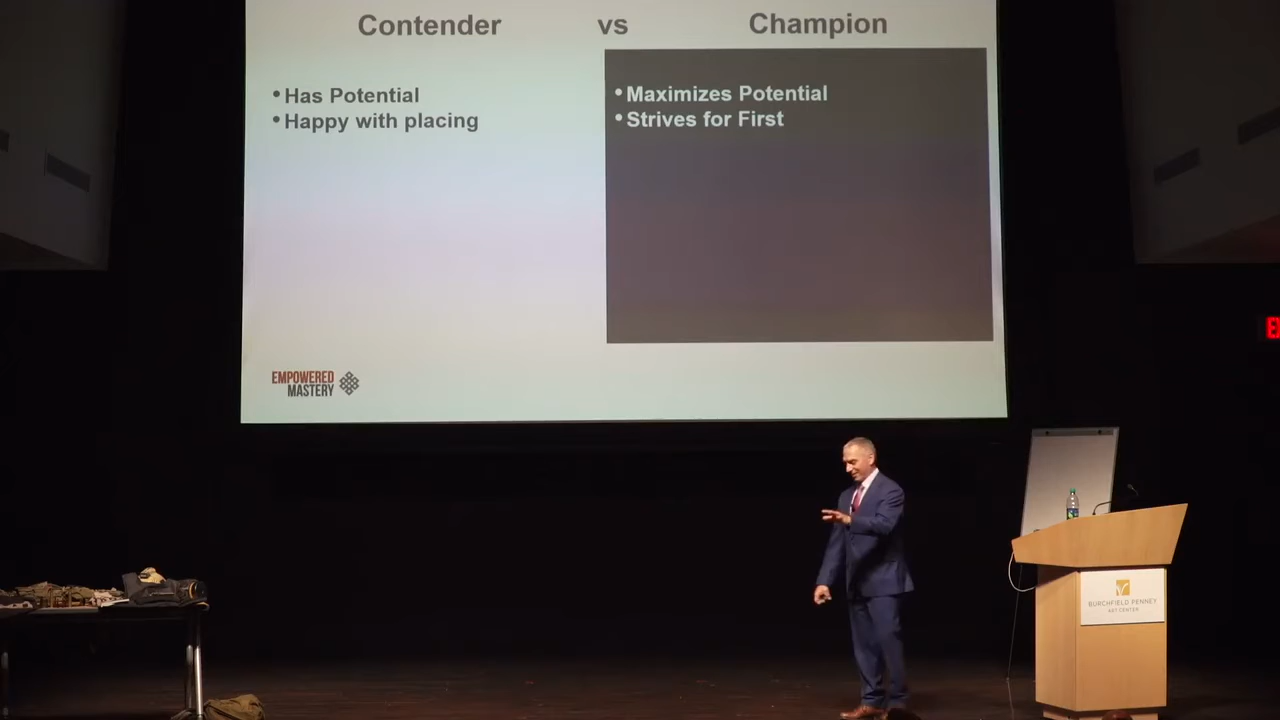 Contender vs Champion
•Has Potential
•Happy with placing
•Maximizes Potential
•Strives for First
EMPOWERED
MASTERY
E
BURCHFIELD PENNEY
ART CENTER